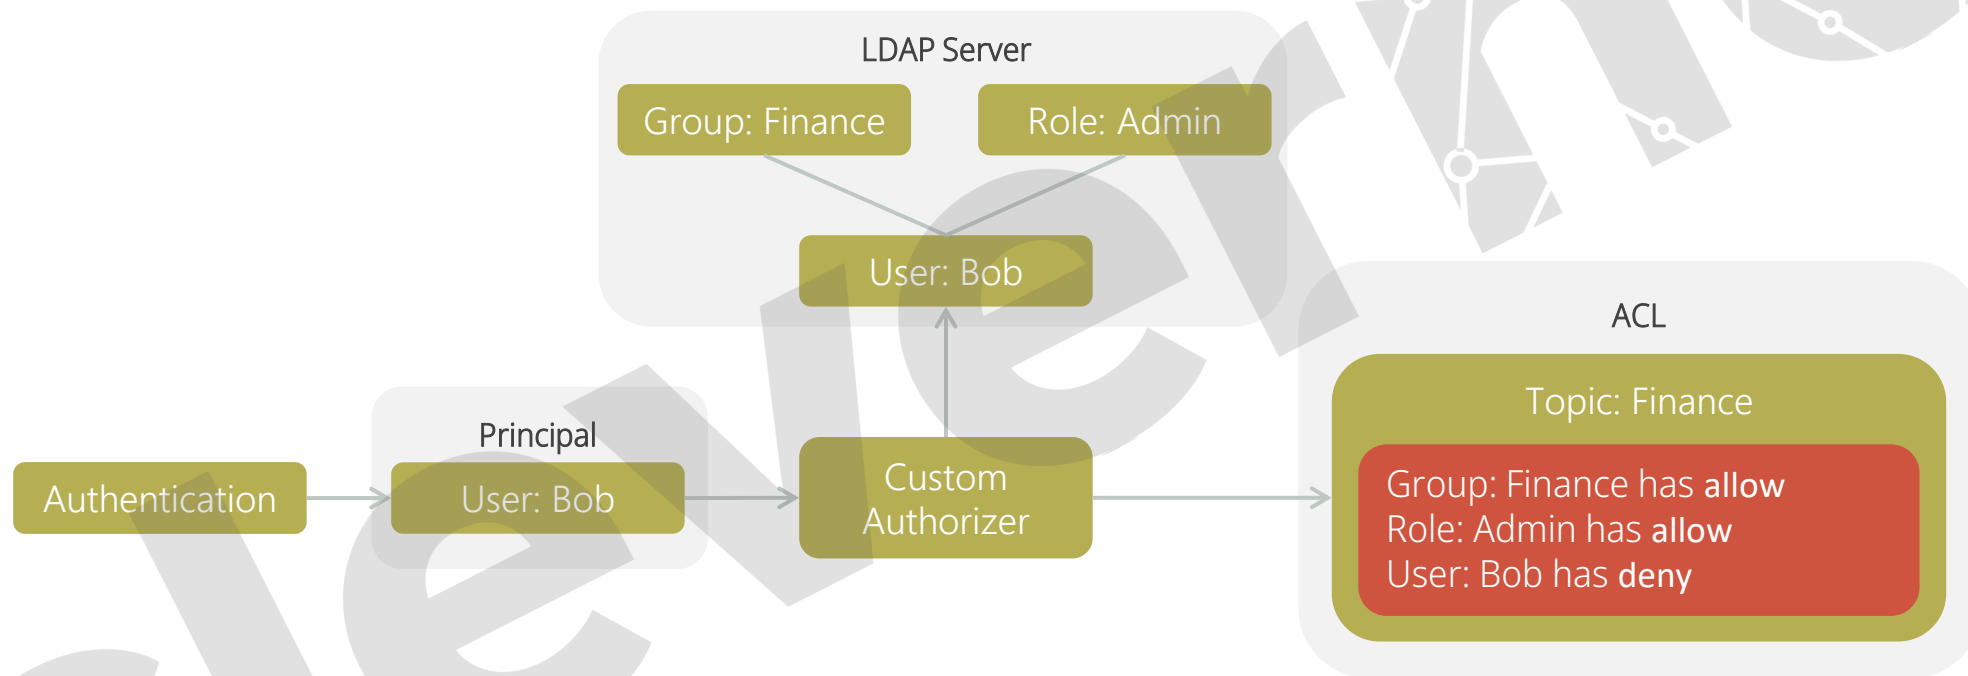 LDAP Server
Group: Finance
Role: Admin
User: Bob
ACL
Topic: Finance
Principal
Authentication
User: Bob
Custom
Authorizer
Group: Finance has allow
Role: Admin has allow
User: Bob has deny